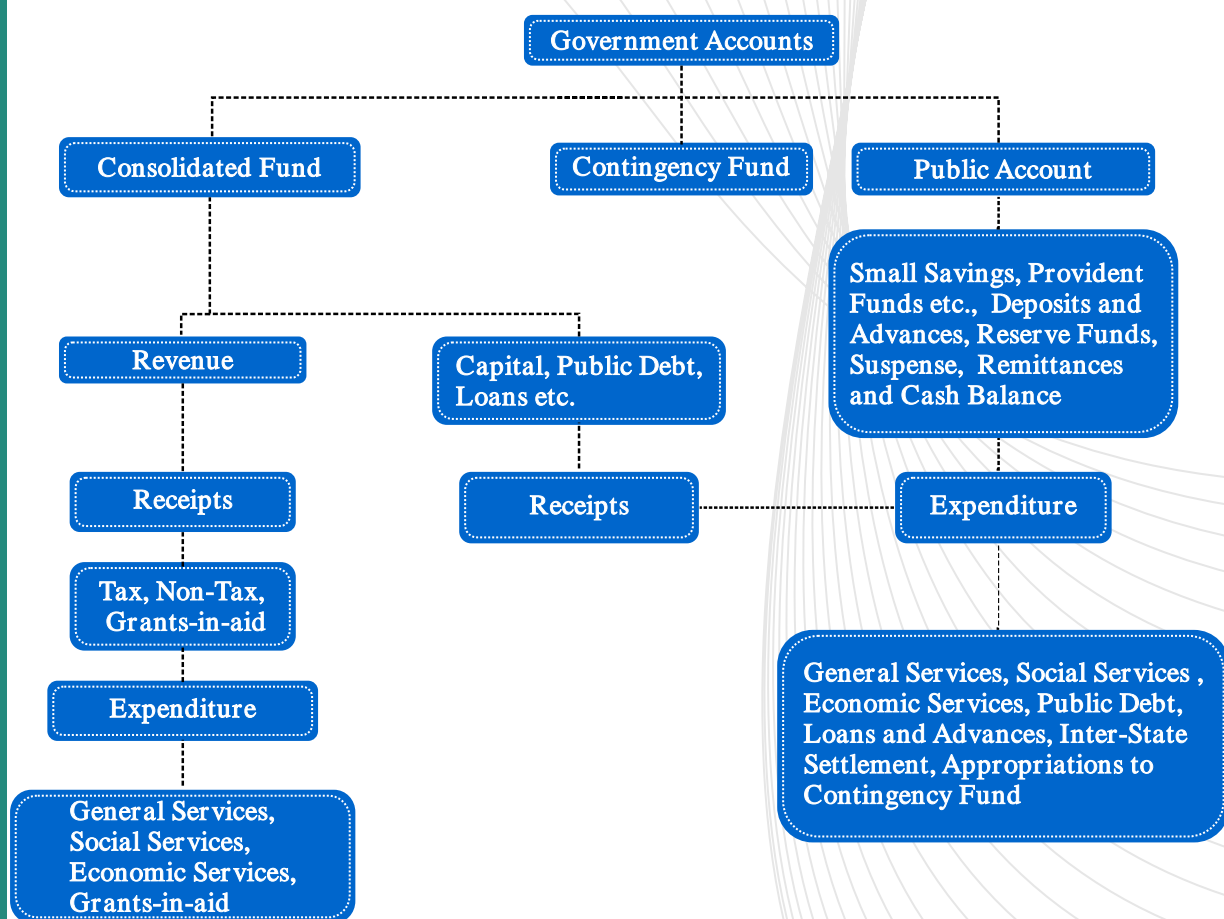 Government Accounts
Consolidated Fund
Contingency Fund
Public Account
Small Savings, Provident
Funds etc., Deposits and
Advances, Reserve Funds,
Suspense, Remittances
and Cash Balance
Revenue
Capital, Public Debt,
Loans etc.
Receipts
Receipts
Expenditure
Tax, Non-Tax,
Grants-in-aid
Expenditure
General Services, Social Services ,
Economic Services, Public Debt,
Loans and Advances, Inter-State
Settlement, Appropriations to
Contingency Fund
General Services,
Social Services,
Economic Services,
Grants-in-aid